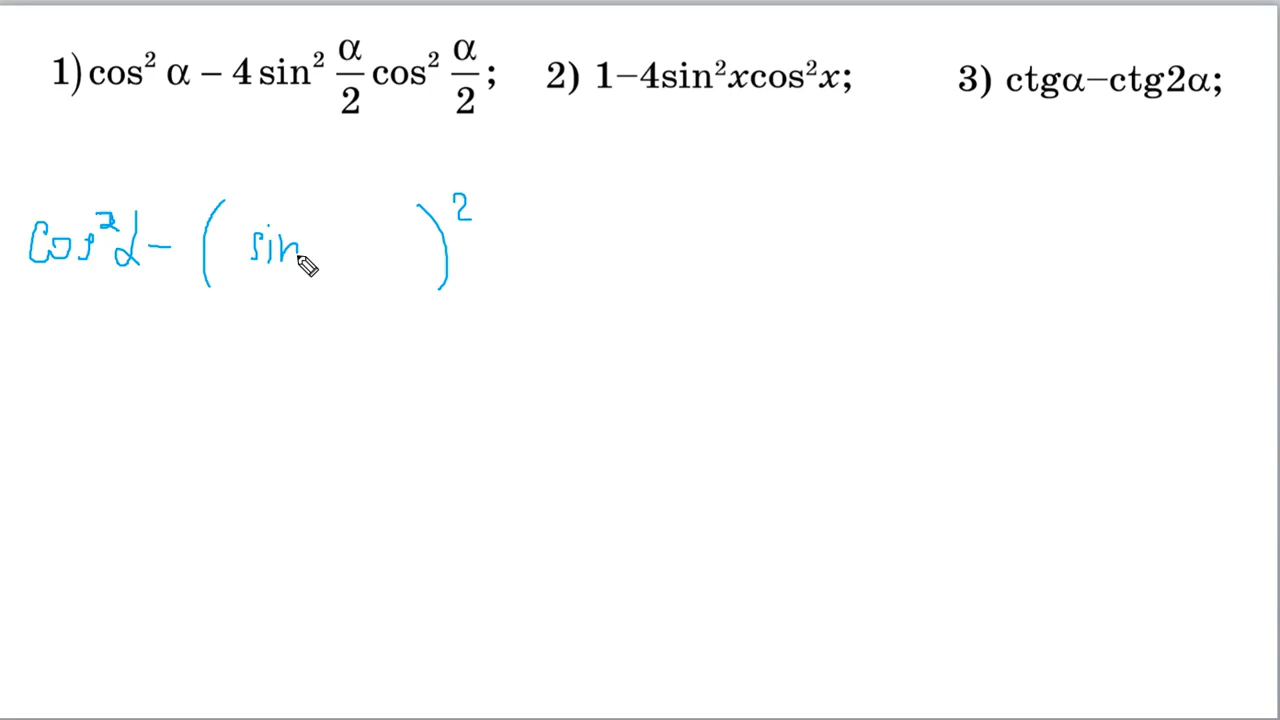 1) cos² α – 4 sin² α/2 cos² α/2; 2) 1–4sin²xcos²x; 3) ctgα–ctg2α;
cos²α – ( sin )²